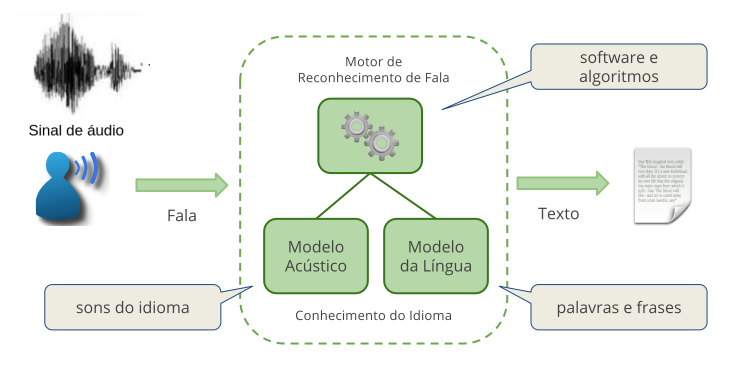 Sinal de áudio
Fala
Motor de
Reconhecimento de Fala
software e
algoritmos
Modelo
Acústico
Modelo
da Língua
Conhecimento do Idioma
sons do idioma
palavras e frases
Texto